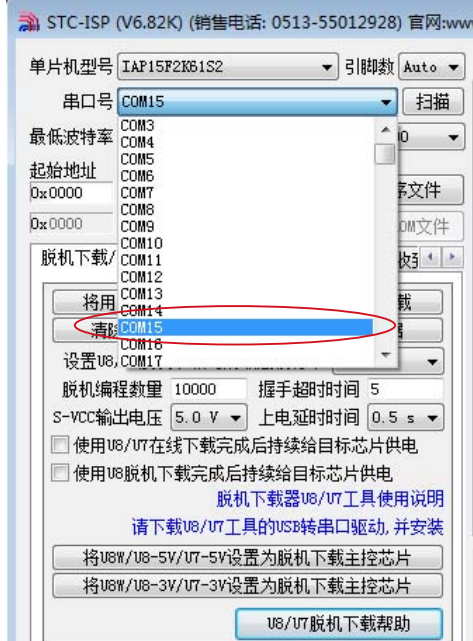 STC-ISP (V6.82K) (销售电话: 0513-55012928) 官网:www
单片机型号 IAP15F2K61S2 引脚数 Auto
串口号 COM15 扫描
COM3
最低波特率 COM4
COM5
起始地址 COM6
0x0000 COM7 序文件
COM8
0x0000 COM9
COM10
脱机下载/ COM11
COM12
将用 COM13 载
COM14
清除 COM15
COM16
设置U8, COM17
脱机编程数量 10000 握手超时时间 5
S-VCC输出电压 5.0 V 上电延时时间 0.5 s
使用U8/U7在线下载完成后持续给目标芯片供电
使用U8脱机下载完成后持续给目标芯片供电
脱机下载器U8/U7工具使用说明
请下载U8/U7工具的USB转串口驱动,并安装
将U8W/U8-5V/U7-5V设置为脱机下载主控芯片
将U8W/U8-3V/U7-3V设置为脱机下载主控芯片
U8/U7脱机下载帮助